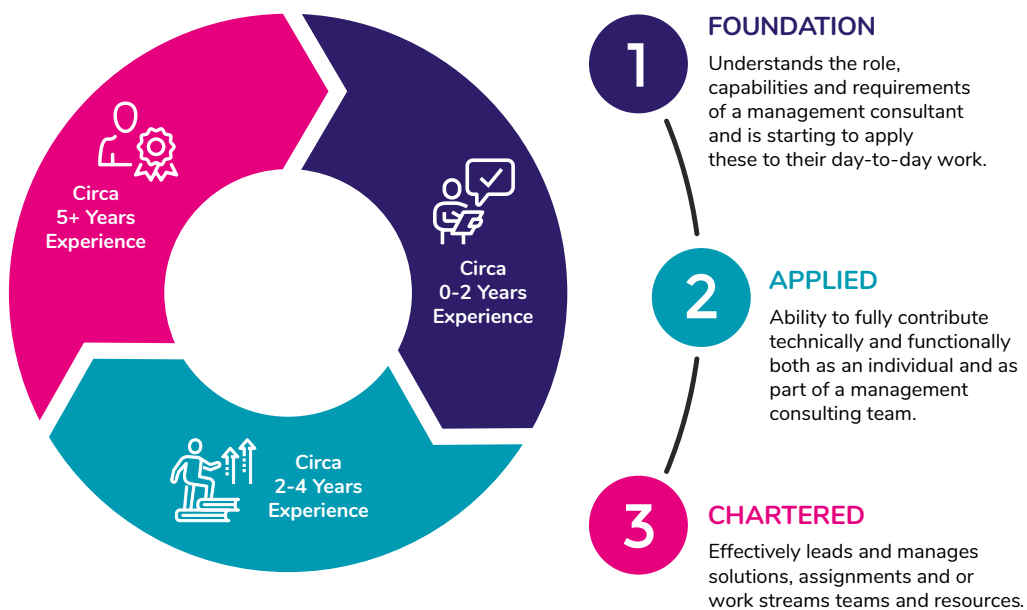 Circa
5+ Years
Experience
Circa
0-2 Years
Experience
Circa
2-4 Years
Experience
1
FOUNDATION
Understands the role,
capabilities and requirements
of a management consultant
and is starting to apply
these to their day-to-day work.
2
APPLIED
Ability to fully contribute
technically and functionally
both as an individual and as
part of a management
consulting team.
3
CHARTERED
Effectively leads and manages
solutions, assignments and or
work streams teams and resources.